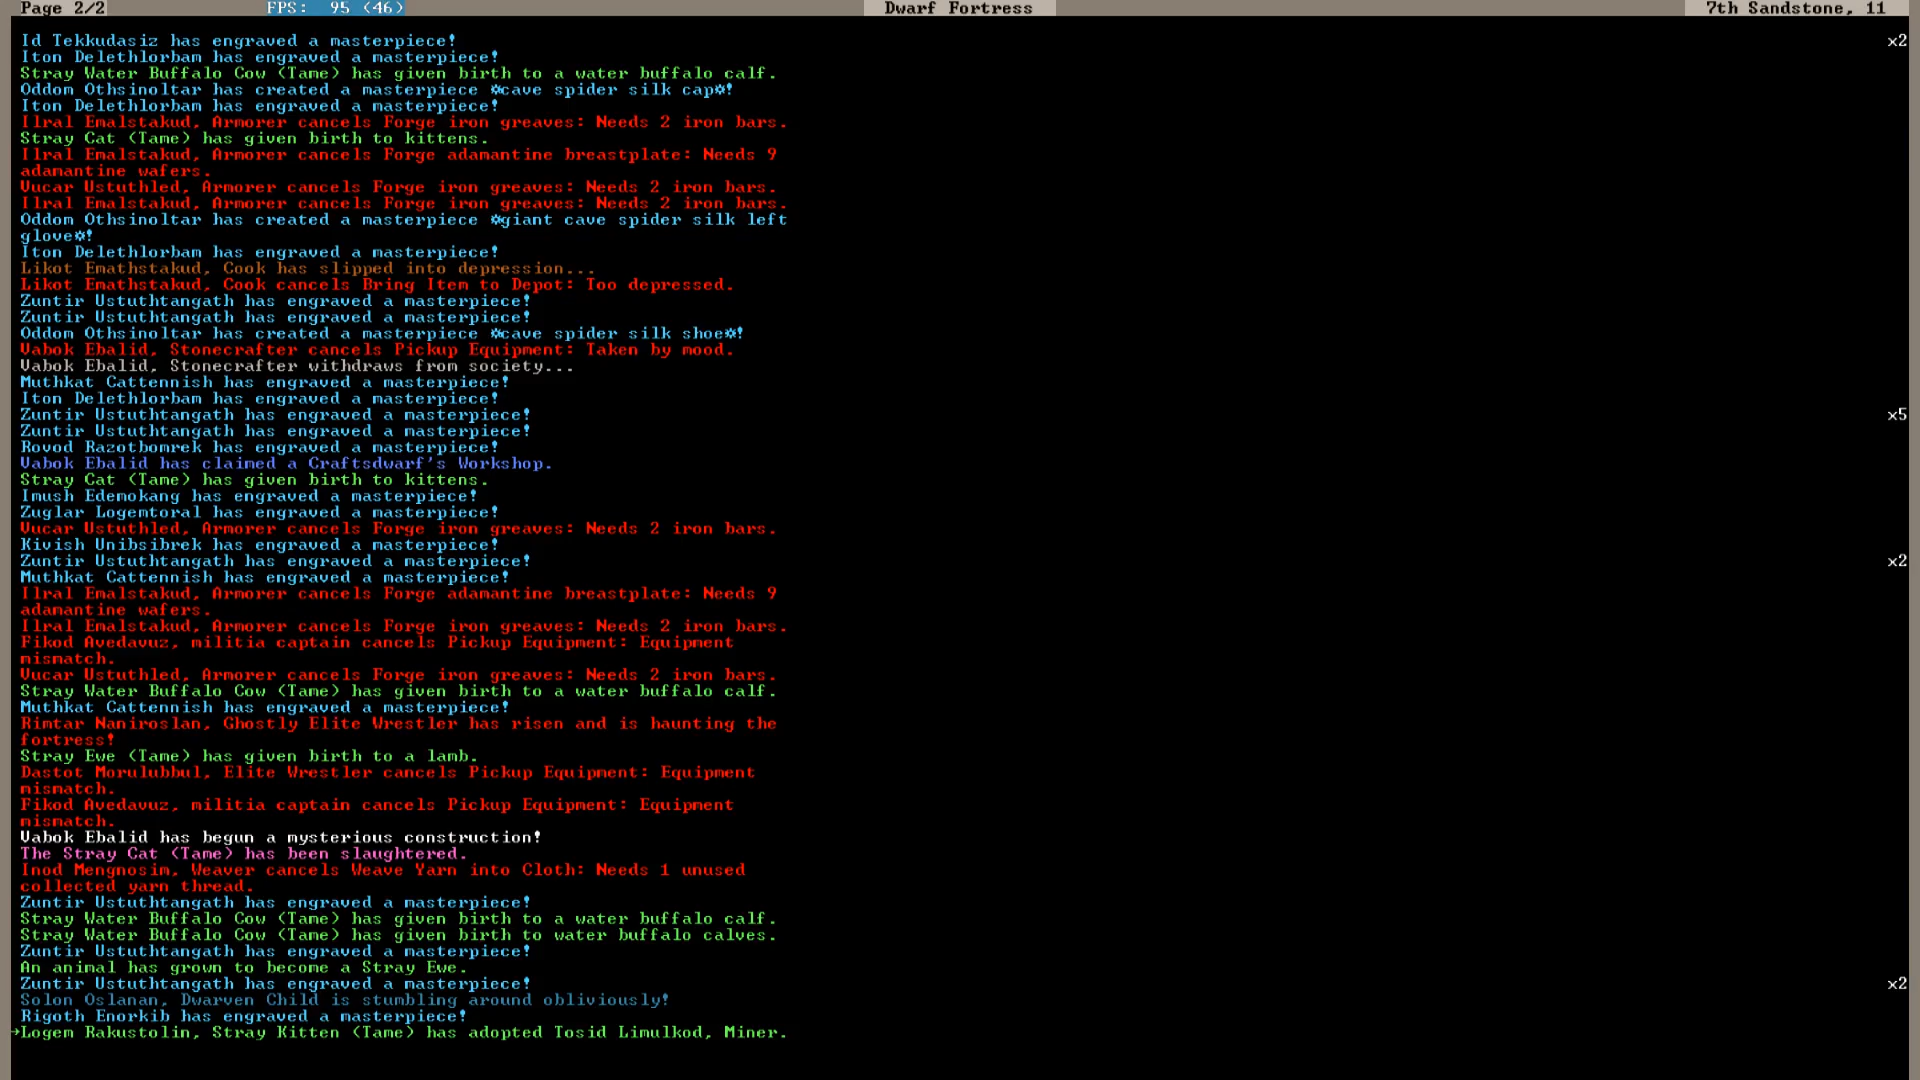 Page 2/2 FPS: 95 (46) Dwarf Fortress 7th Sandstone, 11
Id Tekkudasiz has engraved a masterpiece! x2
Iton Delethlorbam has engraved a masterpiece!
Stray Water Buffalo Cow (Tame) has given birth to a water buffalo calf.
Oddom Othsinoltar has created a masterpiece ☼cave spider silk cap☼!
Iton Delethlorbam has engraved a masterpiece!
Ilral Emalstakud, Armorer cancels Forge iron greaves: Needs 2 iron bars.
Stray Cat (Tame) has given birth to kittens.
Ilral Emalstakud, Armorer cancels Forge adamantine breastplate: Needs 9
adamantine wafers.
Vucar Ustuthled, Armorer cancels Forge iron greaves: Needs 2 iron bars.
Ilral Emalstakud, Armorer cancels Forge iron greaves: Needs 2 iron bars.
Oddom Othsinoltar has created a masterpiece ☼giant cave spider silk left
glove☼!
Iton Delethlorbam has engraved a masterpiece!
Likot Emathstakud, Cook has slipped into depression...
Likot Emathstakud, Cook cancels Bring Item to Depot: Too depressed.
Zuntir Ustuthtangath has engraved a masterpiece!
Zuntir Ustuthtangath has engraved a masterpiece!
Oddom Othsinoltar has created a masterpiece ☼cave spider silk shoe☼!
Vabok Ebalid, Stonecrafter cancels Pickup Equipment: Taken by mood.
Vabok Ebalid, Stonecrafter withdraws from society...
Muthkat Cattennish has engraved a masterpiece!
Iton Delethlorbam has engraved a masterpiece!
Zuntir Ustuthtangath has engraved a masterpiece! x5
Zuntir Ustuthtangath has engraved a masterpiece!
Rovod Razotbomrek has engraved a masterpiece!
Vabok Ebalid has claimed a Craftsdwarf's Workshop.
Stray Cat (Tame) has given birth to kittens.
Imush Edemokang has engraved a masterpiece!
Zuglar Logemtoral has engraved a masterpiece!
Vucar Ustuthled, Armorer cancels Forge iron greaves: Needs 2 iron bars.
Kivish Unibsibrek has engraved a masterpiece!
Zuntir Ustuthtangath has engraved a masterpiece! x2
Muthkat Cattennish has engraved a masterpiece!
Ilral Emalstakud, Armorer cancels Forge adamantine breastplate: Needs 9
adamantine wafers.
Ilral Emalstakud, Armorer cancels Forge iron greaves: Needs 2 iron bars.
Fikod Avedavuz, militia captain cancels Pickup Equipment: Equipment
mismatch.
Vucar Ustuthled, Armorer cancels Forge iron greaves: Needs 2 iron bars.
Stray Water Buffalo Cow (Tame) has given birth to a water buffalo calf.
Muthkat Cattennish has engraved a masterpiece!
Rimtar Naniroslan, Ghostly Elite Wrestler has risen and is haunting the
fortress!
Stray Ewe (Tame) has given birth to a lamb.
Dastot Morulubbul, Elite Wrestler cancels Pickup Equipment: Equipment
mismatch.
Fikod Avedavuz, militia captain cancels Pickup Equipment: Equipment
mismatch.
Vabok Ebalid has begun a mysterious construction!
The Stray Cat (Tame) has been slaughtered.
Inod Mengnosim, Weaver cancels Weave Yarn into Cloth: Needs 1 unused
collected yarn thread.
Zuntir Ustuthtangath has engraved a masterpiece!
Stray Water Buffalo Cow (Tame) has given birth to a water buffalo calf.
Stray Water Buffalo Cow (Tame) has given birth to water buffalo calves.
Zuntir Ustuthtangath has engraved a masterpiece!
An animal has grown to become a Stray Ewe.
Zuntir Ustuthtangath has engraved a masterpiece! x2
Solon Oslanan, Dwarven Child is stumbling around obliviously!
Rigoth Enorkib has engraved a masterpiece!
→Logem Rakustolin, Stray Kitten (Tame) has adopted Tosid Limulkod, Miner.